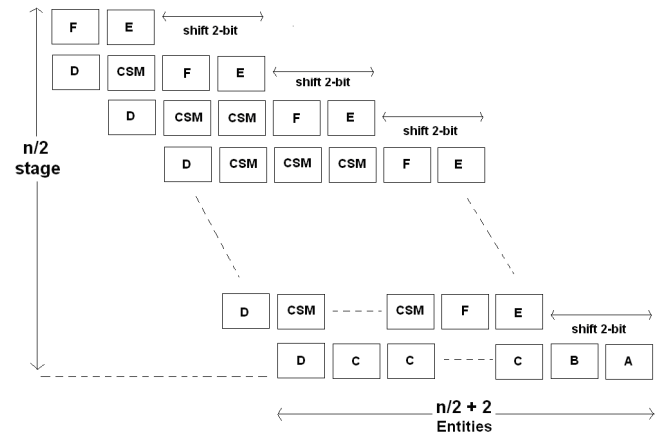 F E
shift 2-bit
D CSM F E
shift 2-bit
D CSM CSM F E
shift 2-bit
n/2
stage
D CSM CSM CSM F E
D CSM CSM F E
shift 2-bit
D C C C B A
n/2 + 2
Entities